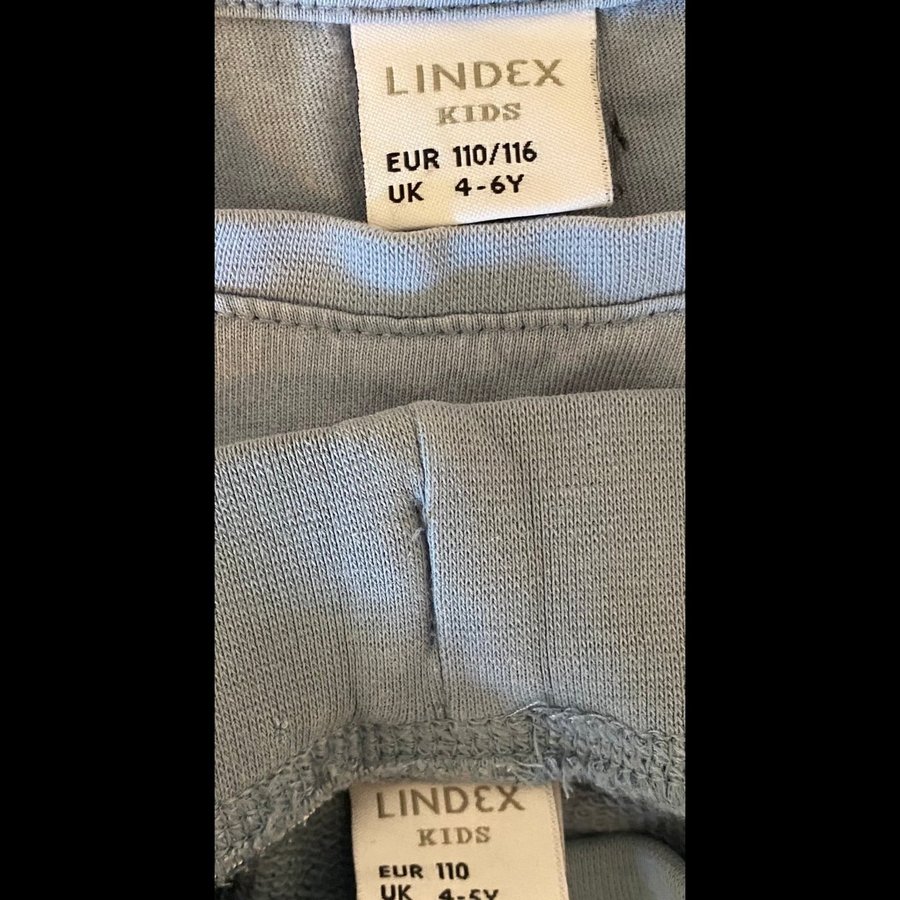 LINDEX
KIDS
EUR 110/116
UK 4-6Y
LINDEX
KIDS
EUR 110
UK 4-5Y